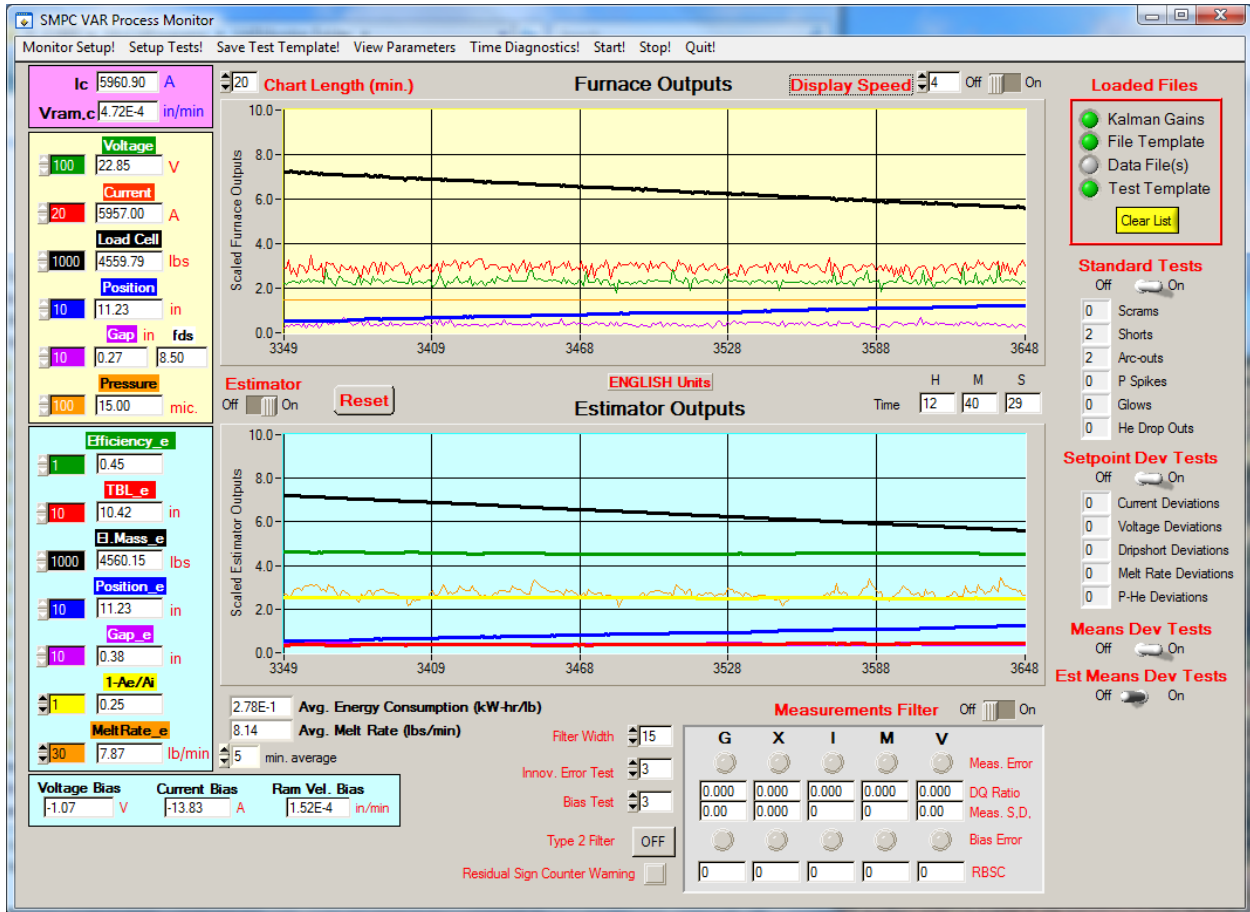 SMPC VAR Process Monitor
Monitor Setup! Setup Tests! Save Test Template! View Parameters Time Diagnostics! Start! Stop! Quit!
Ic 5960.90 A
Vram,c 4.72E-4 in/min
Voltage
100 22.85 V
Current
20 5957.00 A
Load Cell
1000 4559.79 lbs
Position
10 11.23 in
Gap in fds
10 0.27 8.50
Pressure
100 15.00 mic.
Efficiency_e
1 0.45
TBL_e
10 10.42 in
El.Mass_e
1000 4560.15 lbs
Position_e
10 11.23 in
Gap_e
10 0.38 in
1-Ae/Ai
1 0.25
MeltRate_e
30 7.87 lb/min
Voltage Bias Current Bias Ram Vel. Bias
-1.07 V -13.83 A 1.52E-4 in/min
20 Chart Length (min.) Furnace Outputs Display Speed 4 Off On
Scaled Furnace Outputs
10.0
8.0
6.0
4.0
2.0
0.0
3349 3409 3468 3528 3588 3648
Estimator
Off On Reset
ENGLISH Units
Estimator Outputs
H M S
Time 12 40 29
Scaled Estimator Outputs
10.0
8.0
6.0
4.0
2.0
0.0
3349 3409 3468 3528 3588 3648
2.78E-1 Avg. Energy Consumption (kW-hr/lb)
8.14 Avg. Melt Rate (lbs/min)
5 min. average
Filter Width 15
Innov. Error Test 3
Bias Test 3
Type 2 Filter OFF
Residual Sign Counter Warning
Measurements Filter Off On
G X I M V
Meas. Error
0.000 0.000 0.000 0.000 0.000 DQ Ratio
0.00 0.000 0 0 0.00 Meas. S,D,
Bias Error
0 0 0 0 0 RBSC
Loaded Files
Kalman Gains
File Template
Data File(s)
Test Template
Clear List
Standard Tests
Off On
0 Scrams
2 Shorts
2 Arc-outs
0 P Spikes
0 Glows
0 He Drop Outs
Setpoint Dev Tests
Off On
0 Current Deviations
0 Voltage Deviations
0 Dripshort Deviations
0 Melt Rate Deviations
0 P-He Deviations
Means Dev Tests
Off On
Est Means Dev Tests
Off On